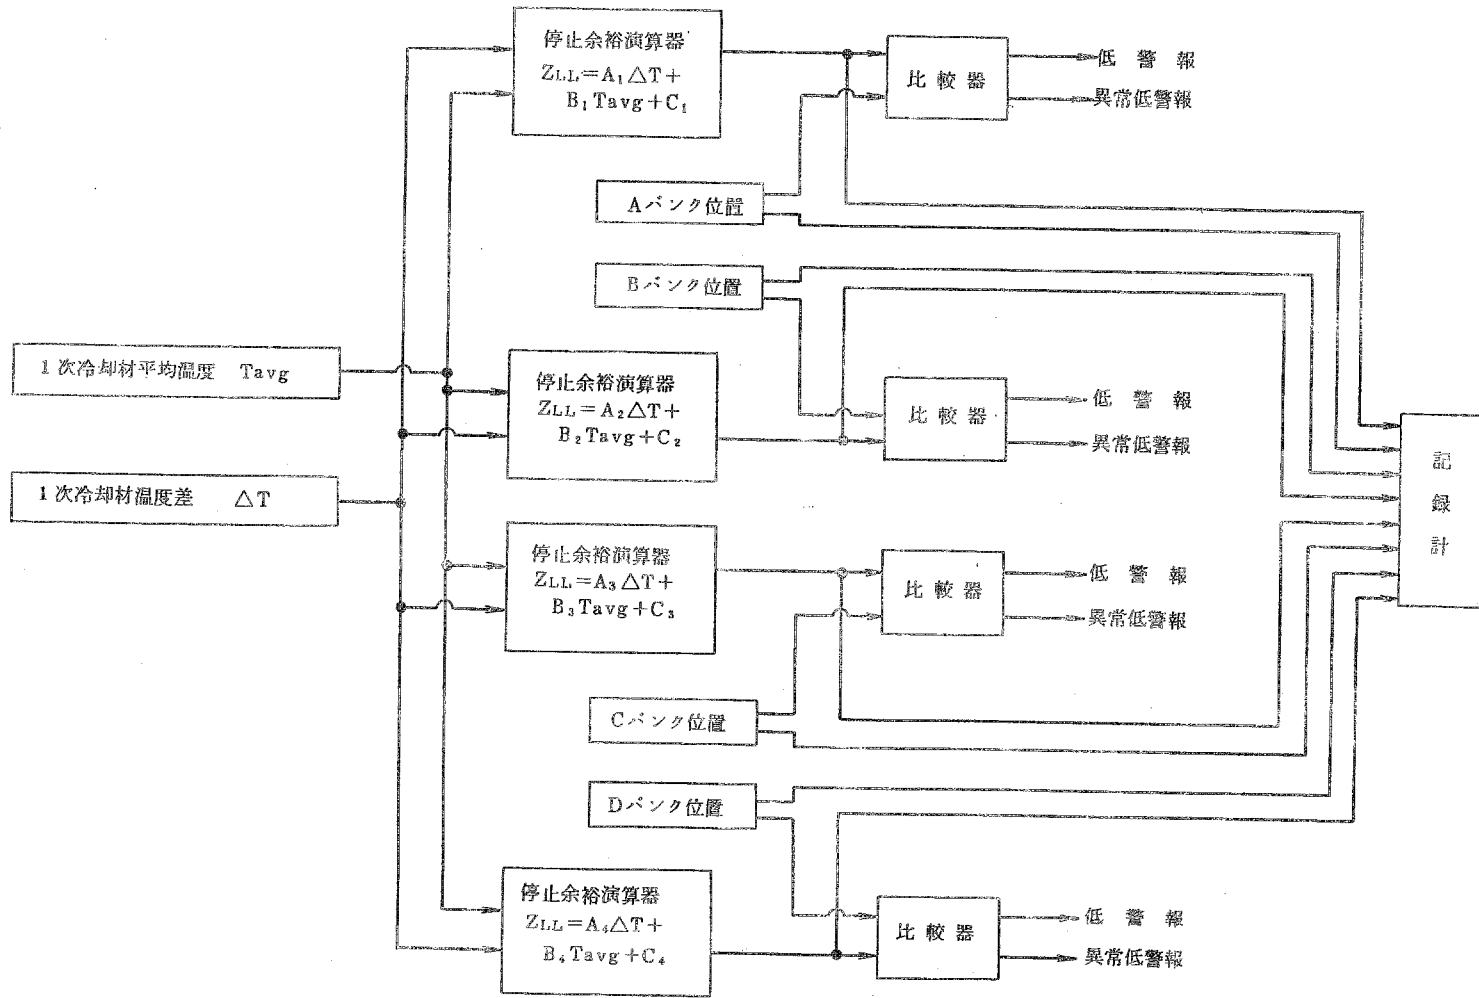 停止余裕演算器
ZLL=A₁△T+
B₁Tavg+C₁
比較器
低警報
異常低警報
Aバンク位置
Bバンク位置
1次冷却材平均温度 Tavg
停止余裕演算器
ZLL=A₂△T+
B₂Tavg+C₂
比較器
低警報
異常低警報
記
録
計
1次冷却材温度差 △T
停止余裕演算器
ZLL=A₃△T+
B₃Tavg+C₃
比較器
低警報
異常低警報
Cバンク位置
Dバンク位置
停止余裕演算器
ZLL=A₄△T+
B₄Tavg+C₄
比較器
低警報
異常低警報